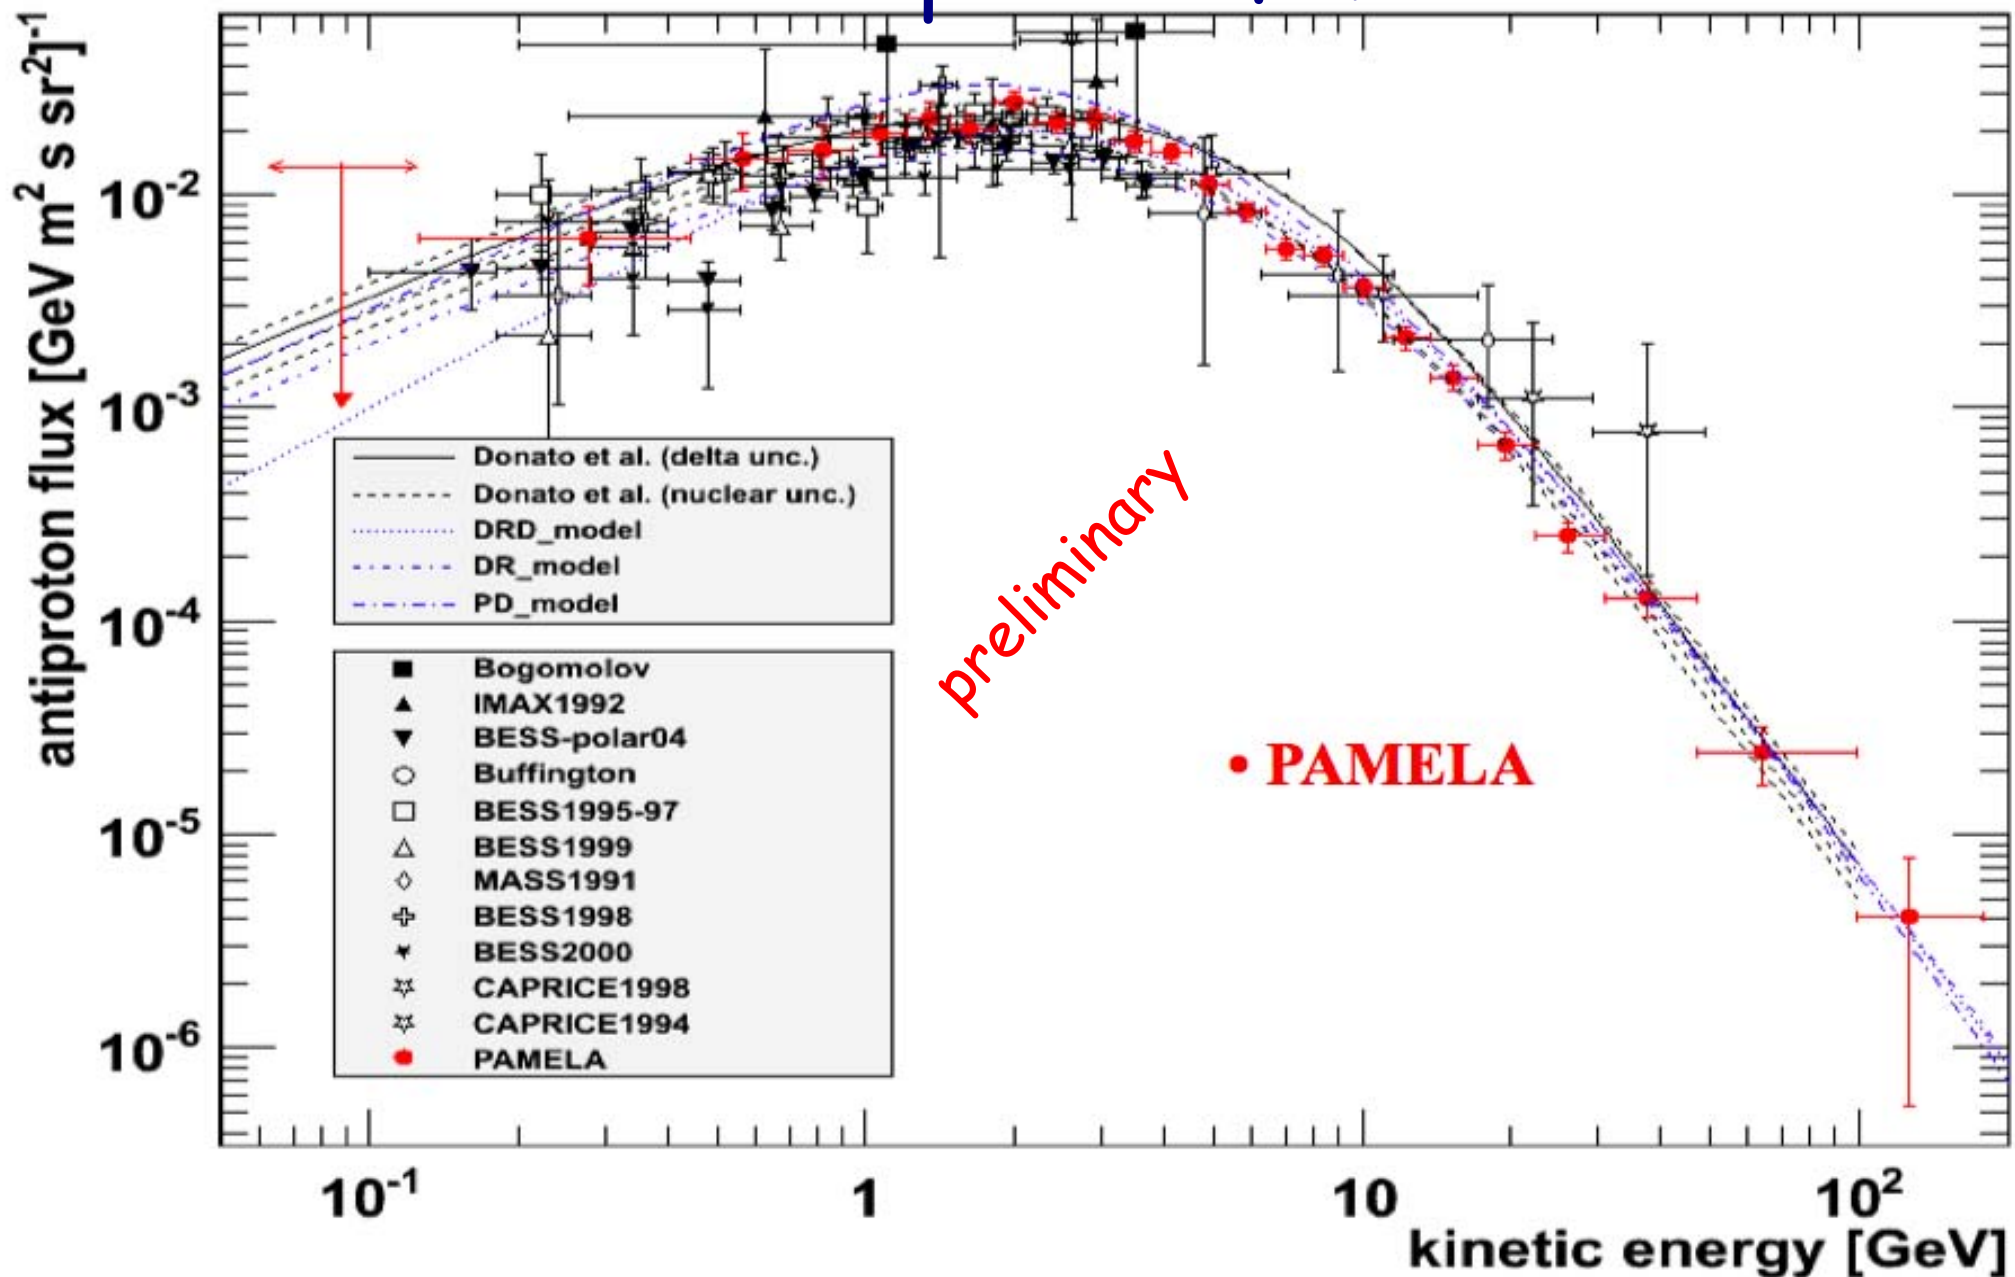 antiproton flux [GeV m² s sr²]⁻¹
10⁻²
10⁻³
10⁻⁴
10⁻⁵
10⁻⁶
Donato et al. (delta unc.)
Donato et al. (nuclear unc.)
DRD_model
DR_model
PD_model
Bogomolov
IMAX1992
BESS-polar04
Buffington
BESS1995-97
BESS1999
MASS1991
BESS1998
BESS2000
CAPRICE1998
CAPRICE1994
PAMELA
preliminary
• PAMELA
10⁻¹
1
10
10²
kinetic energy [GeV]